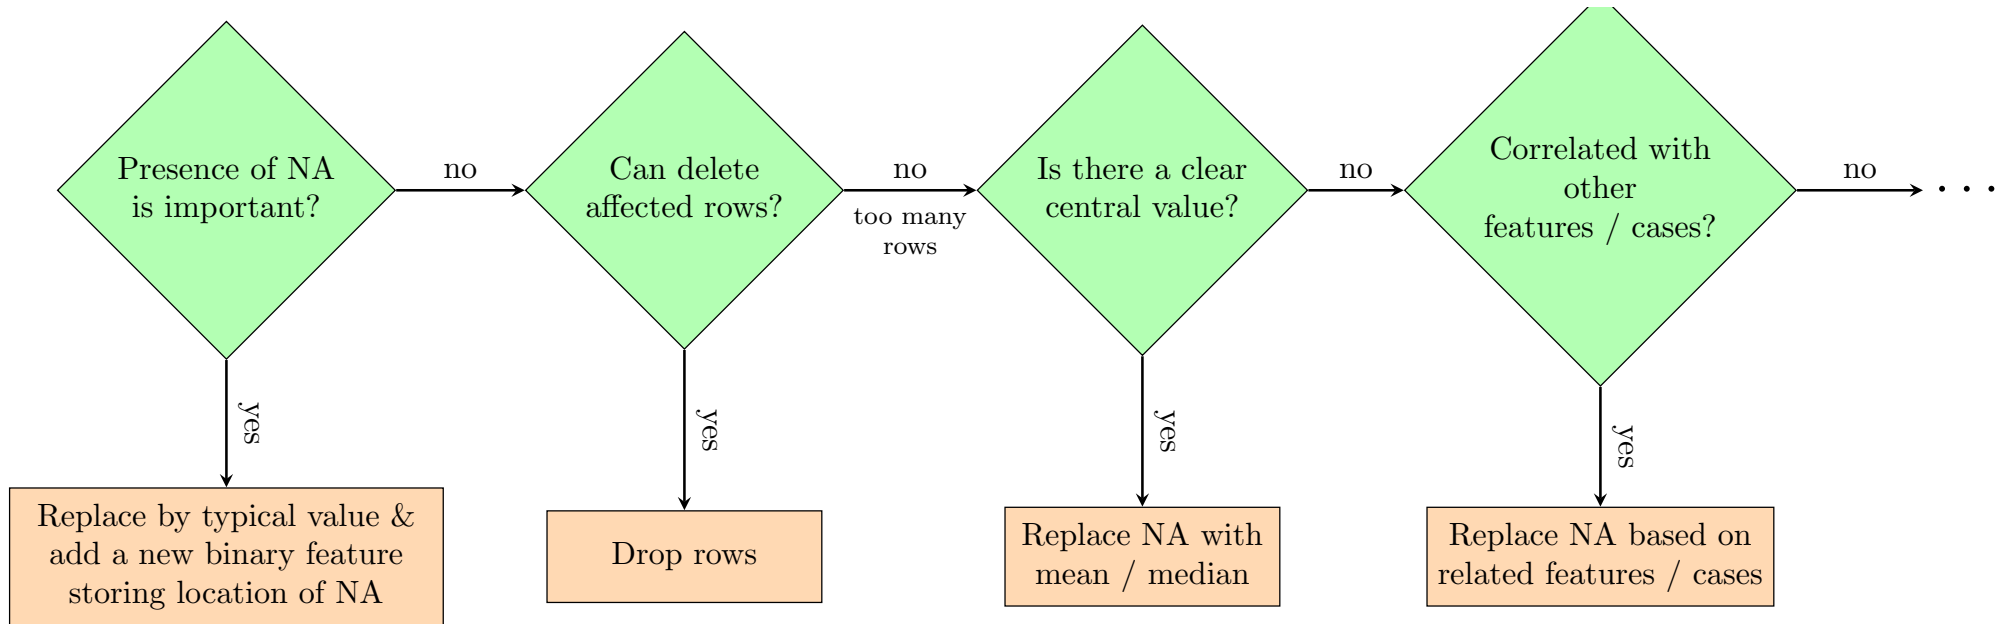 Presence of NA
is important?
no
Can delete
affected rows?
no
too many
rows
Is there a clear
central value?
no
Correlated with
other
features / cases?
no
. . .
yes
yes
yes
yes
Replace by typical value &
add a new binary feature
storing location of NA
Drop rows
Replace NA with
mean / median
Replace NA based on
related features / cases